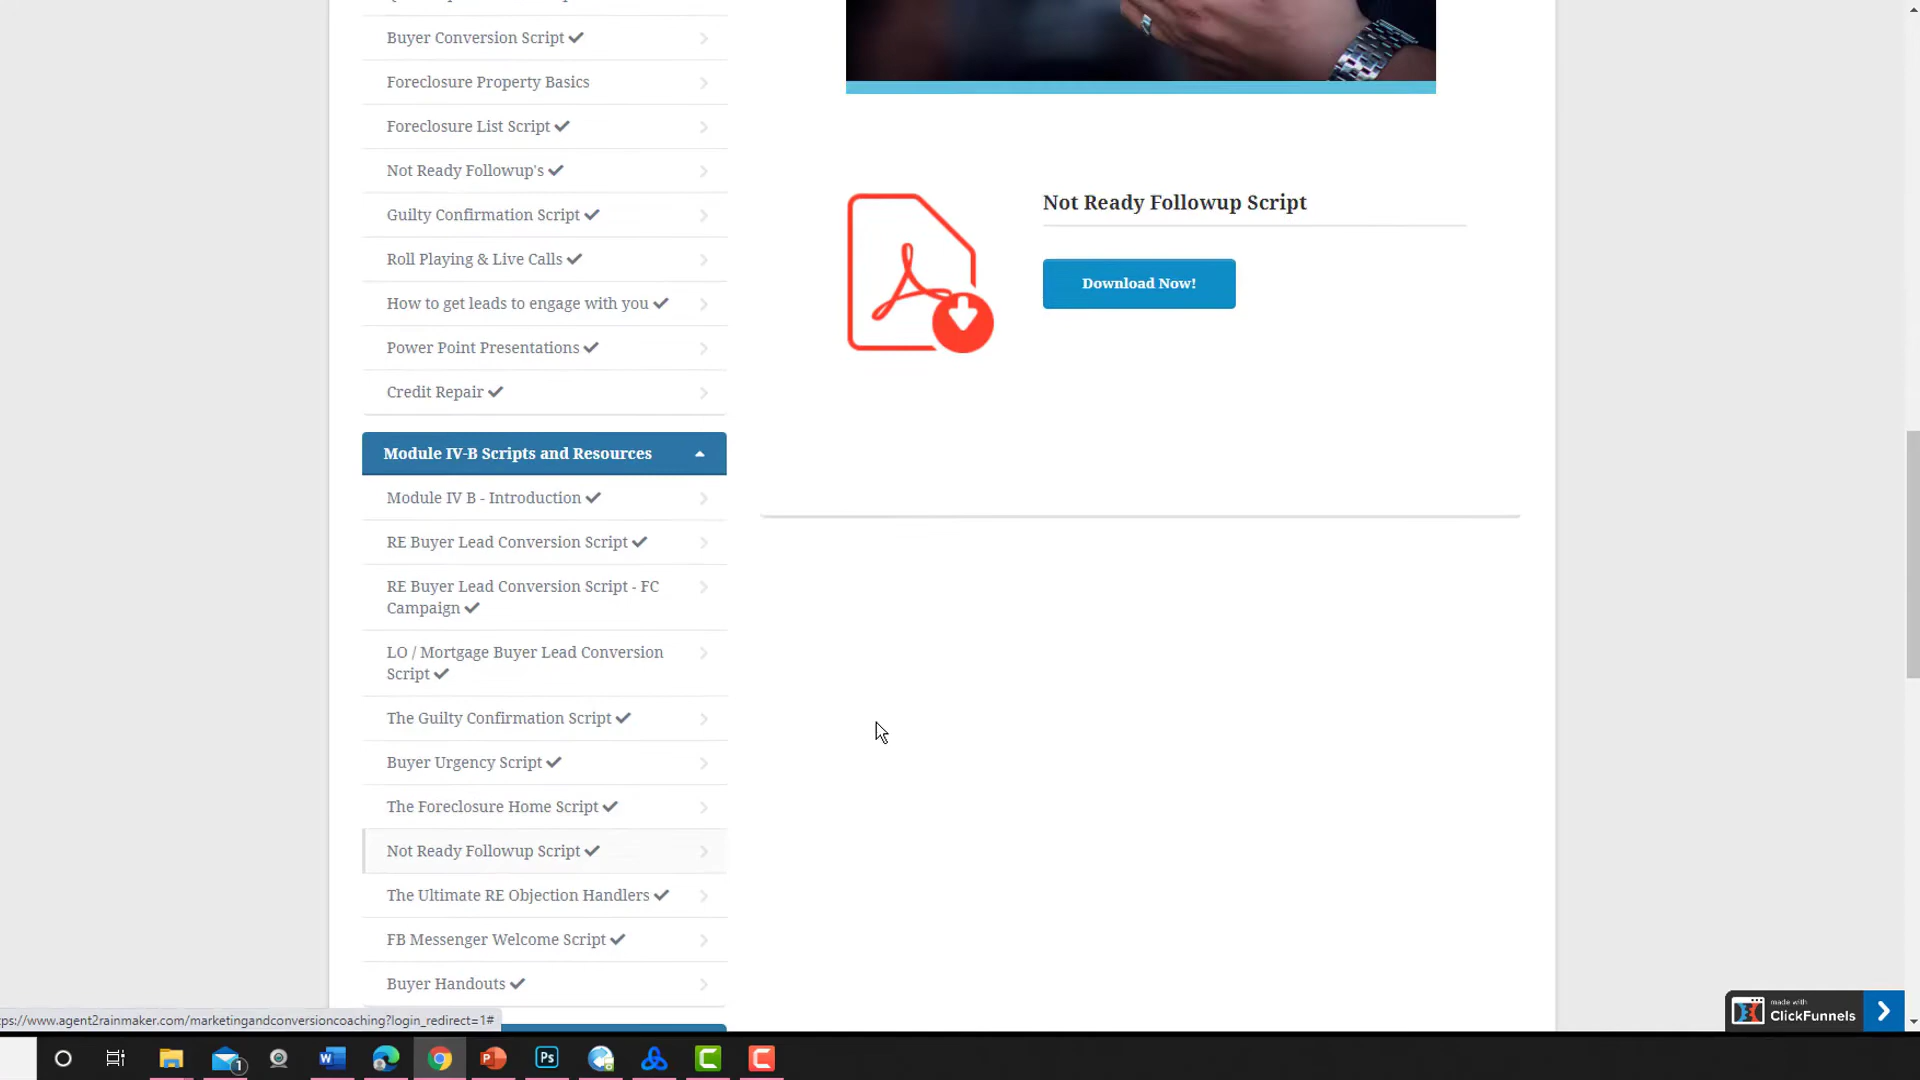 Buyer Conversion Script
Foreclosure Property Basics
Foreclosure List Script
Not Ready Followup's
Guilty Confirmation Script
Roll Playing & Live Calls
How to get leads to engage with you
Power Point Presentations
Credit Repair
Module IV-B Scripts and Resources
Module IV B - Introduction
RE Buyer Lead Conversion Script
RE Buyer Lead Conversion Script - FC
Campaign
LO / Mortgage Buyer Lead Conversion
Script
The Guilty Confirmation Script
Buyer Urgency Script
The Foreclosure Home Script
Not Ready Followup Script
The Ultimate RE Objection Handlers
FB Messenger Welcome Script
Buyer Handouts
Not Ready Followup Script
Download Now!
made with
ClickFunnels
ps://www.agent2rainmaker.com/marketingandconversioncoaching?login_redirect=1#
1
W
P
Ps
C
C